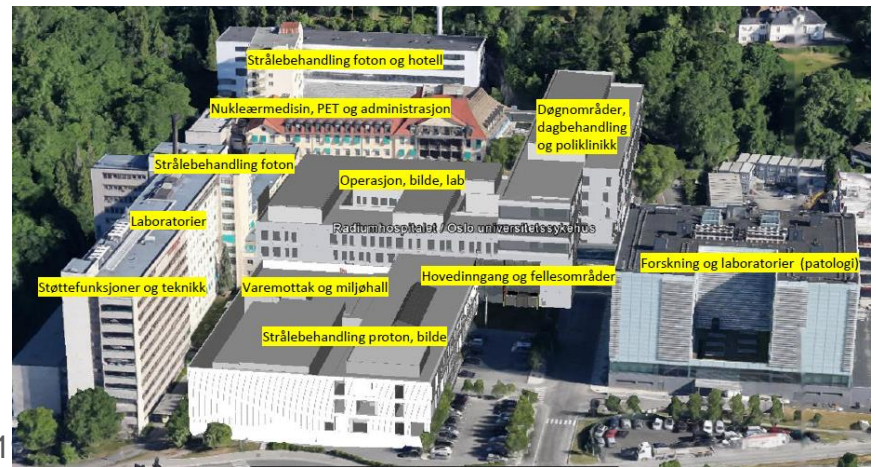 Strålebehandling foton og hotell
Nukleærmedisin, PET og administrasjon
Døgnområder,
dagbehandling
og poliklinikk
Strålebehandling foton
Operasjon, bilde, lab
Laboratorier
Radiumhospitalet / Oslo universitetssykehus
Forskning og laboratorier (patologi)
Hovedinngang og fellesområder
Støttefunksjoner og teknikk
Varemottak og miljøhall
Strålebehandling proton, bilde
1